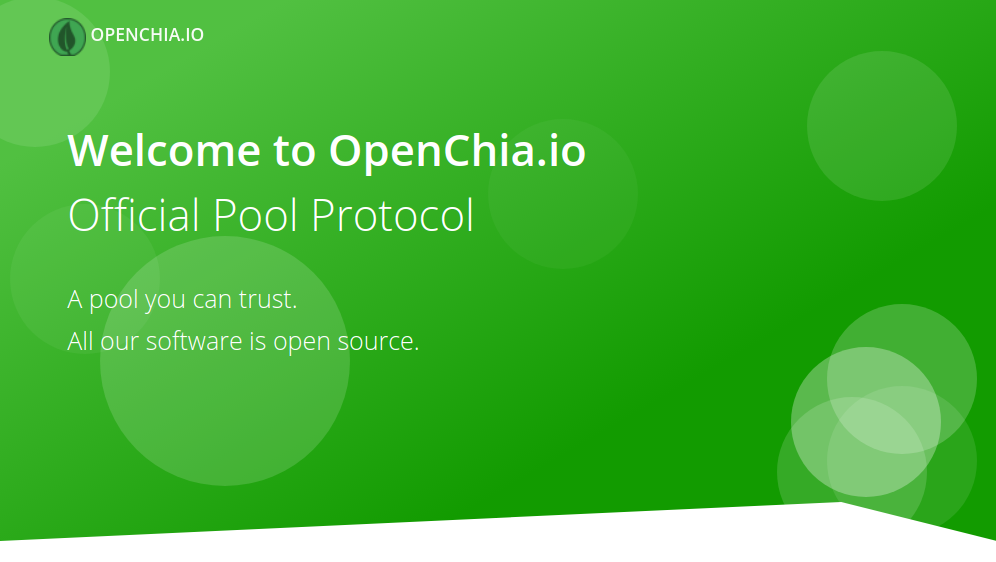 OPENCHIA.IO
Welcome to OpenChia.io
Official Pool Protocol
A pool you can trust.
All our software is open source.